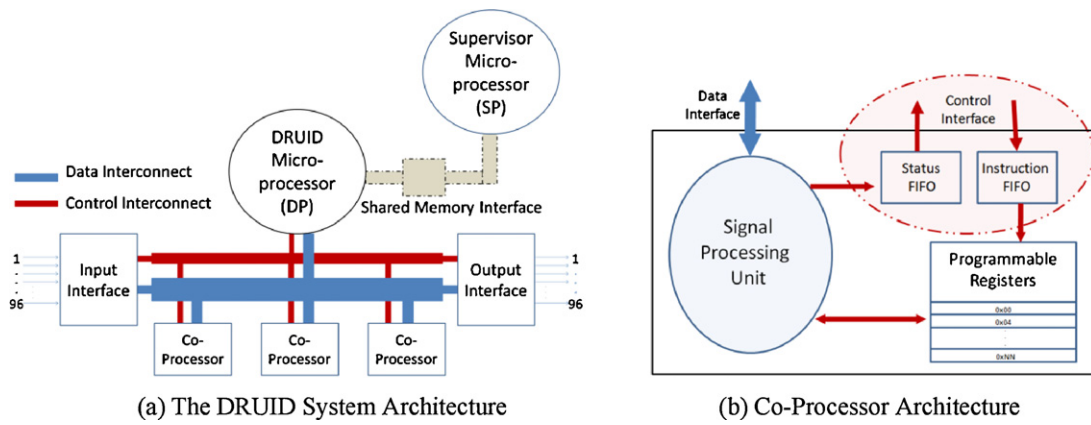 Supervisor
Micro-
processor
(SP)
DRUID
Micro-
processor
(DP)
Data Interconnect
Control Interconnect
Shared Memory Interface
1
96
Input
Interface
Output
Interface
1
96
Co-
Processor
Co-
Processor
Co-
Processor
(a) The DRUID System Architecture
Data
Interface
Control
Interface
Status
FIFO
Instruction
FIFO
Signal
Processing
Unit
Programmable
Registers
0x00
0x04
0xNN
(b) Co-Processor Architecture